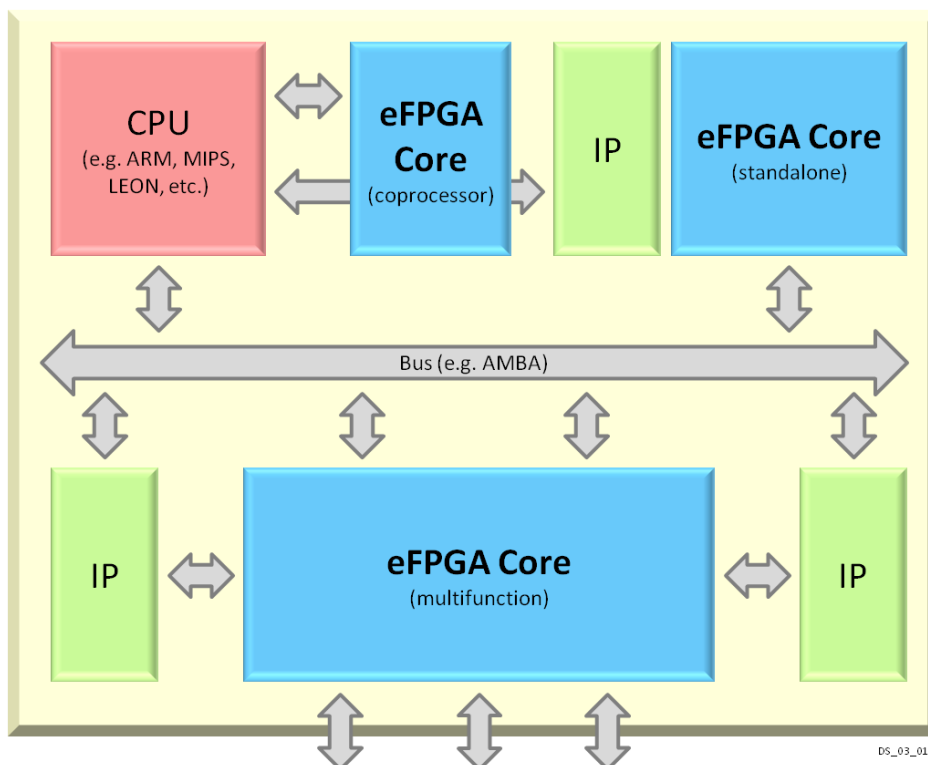 CPU
(e.g. ARM, MIPS,
LEON, etc.)
eFPGA
Core
(coprocessor)
IP
eFPGA Core
(standalone)
Bus (e.g. AMBA)
IP
eFPGA Core
(multifunction)
IP
DS_03_01